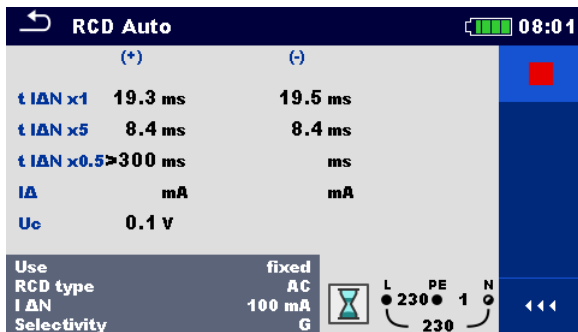 RCD Auto 08:01
(+) (-)
t IΔN x1 19.3 ms 19.5 ms
t IΔN x5 8.4 ms 8.4 ms
t IΔN x0.5 >300 ms ms
IΔ mA mA
Uc 0.1 V
Use fixed
RCD type AC
I ΔN 100 mA
Selectivity G
L PE N
230 1
230